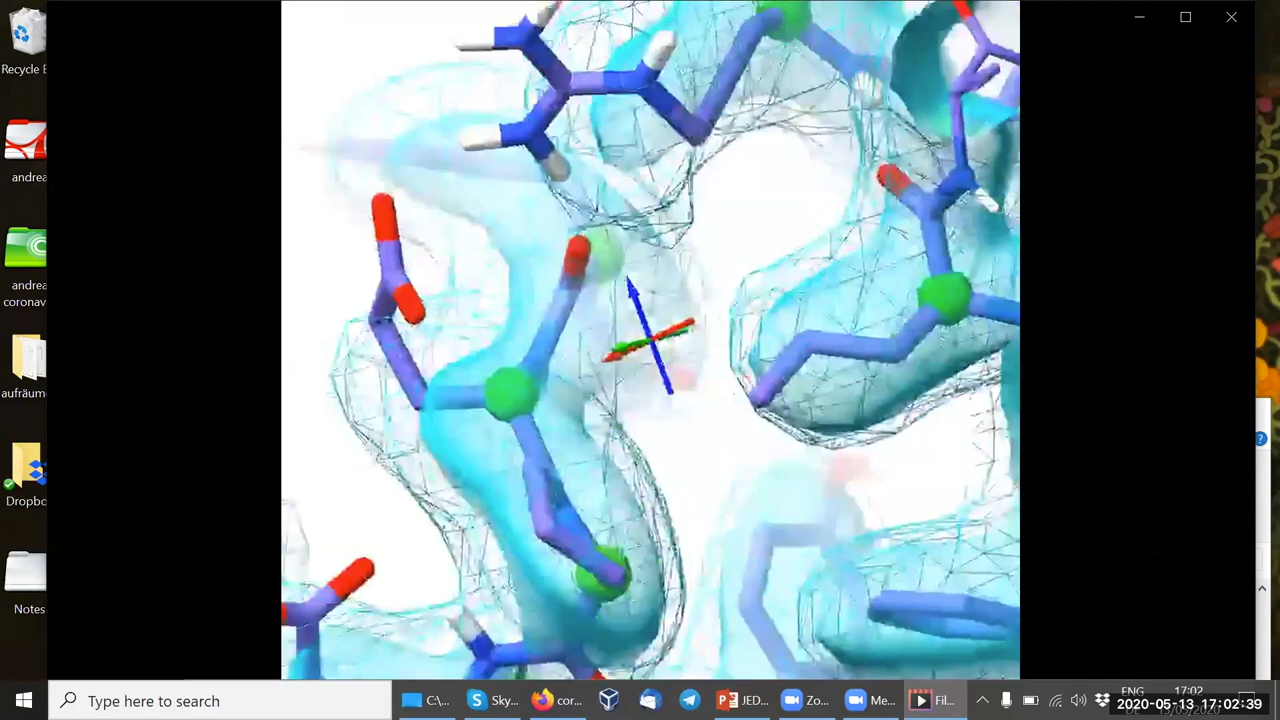 Recycle B
andrea
andrea
corona
aufräum
Dropbo
Notes
?
Type here to search
C:\...
Sky...
cor...
JED...
Zo...
Me...
Fil...
ENG
17:02
2020-05-13 17:02:39